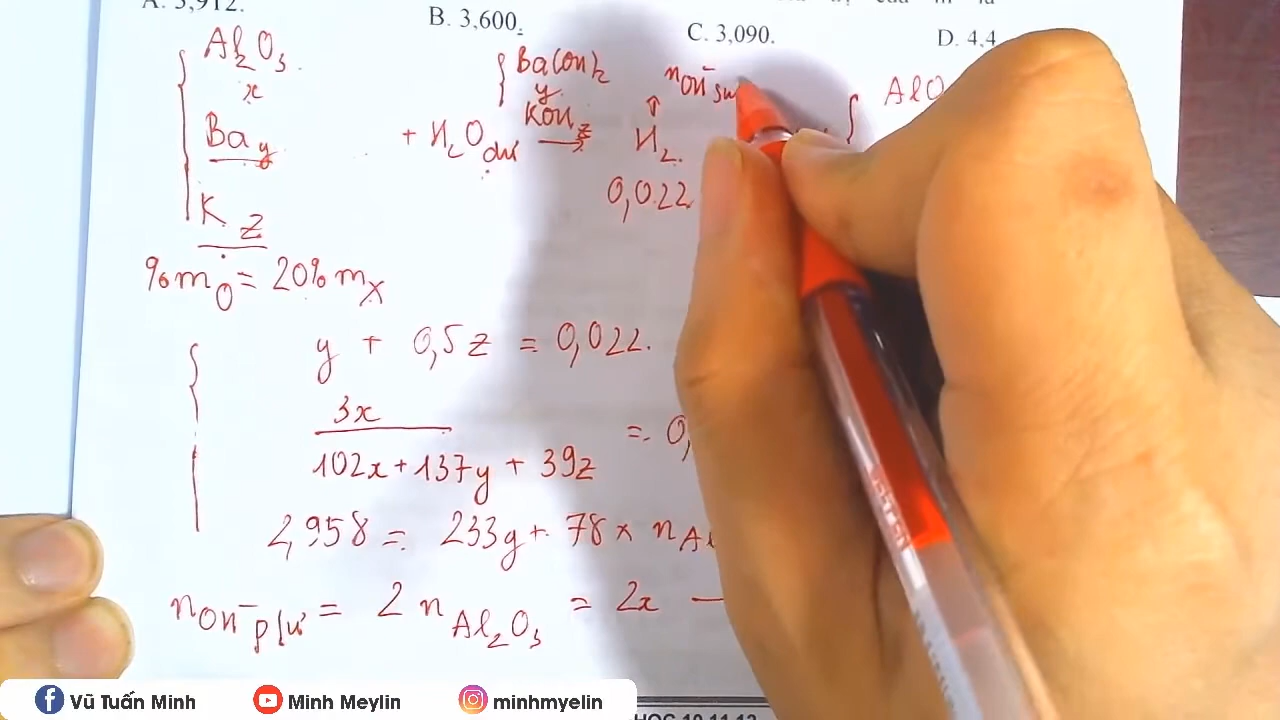 A. 3,912.
B. 3,600.
C. 3,090.
D. 4,4
Al2O3
x
Ba y
K z
+ H2O dư
Ba(OH)2
y
KOH z
H2
0,022
nOH-
AlO
%mO = 20% mX
y + 0,5z = 0,022.
3x
102x + 137y + 39z
= 0,
2,958 = 233y + 78 × nAl
nOH- p/ư = 2 nAl2O3 = 2x
Vũ Tuấn Minh
Minh Meylin
minhmyelin